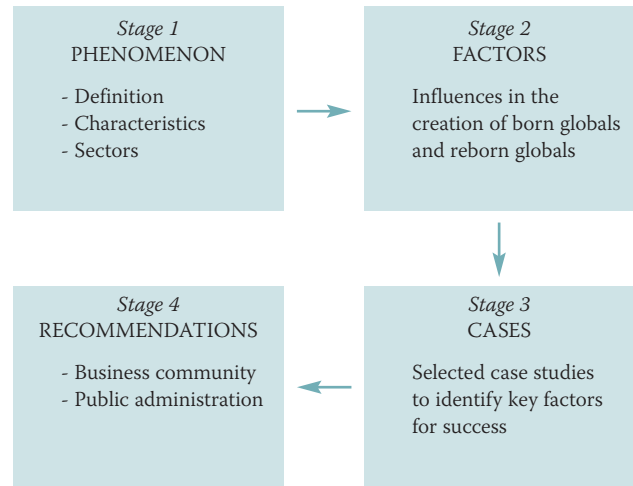 Stage 1
PHENOMENON
- Definition
- Characteristics
- Sectors
Stage 2
FACTORS
Influences in the
creation of born globals
and reborn globals
Stage 3
CASES
Selected case studies
to identify key factors
for success
Stage 4
RECOMMENDATIONS
- Business community
- Public administration